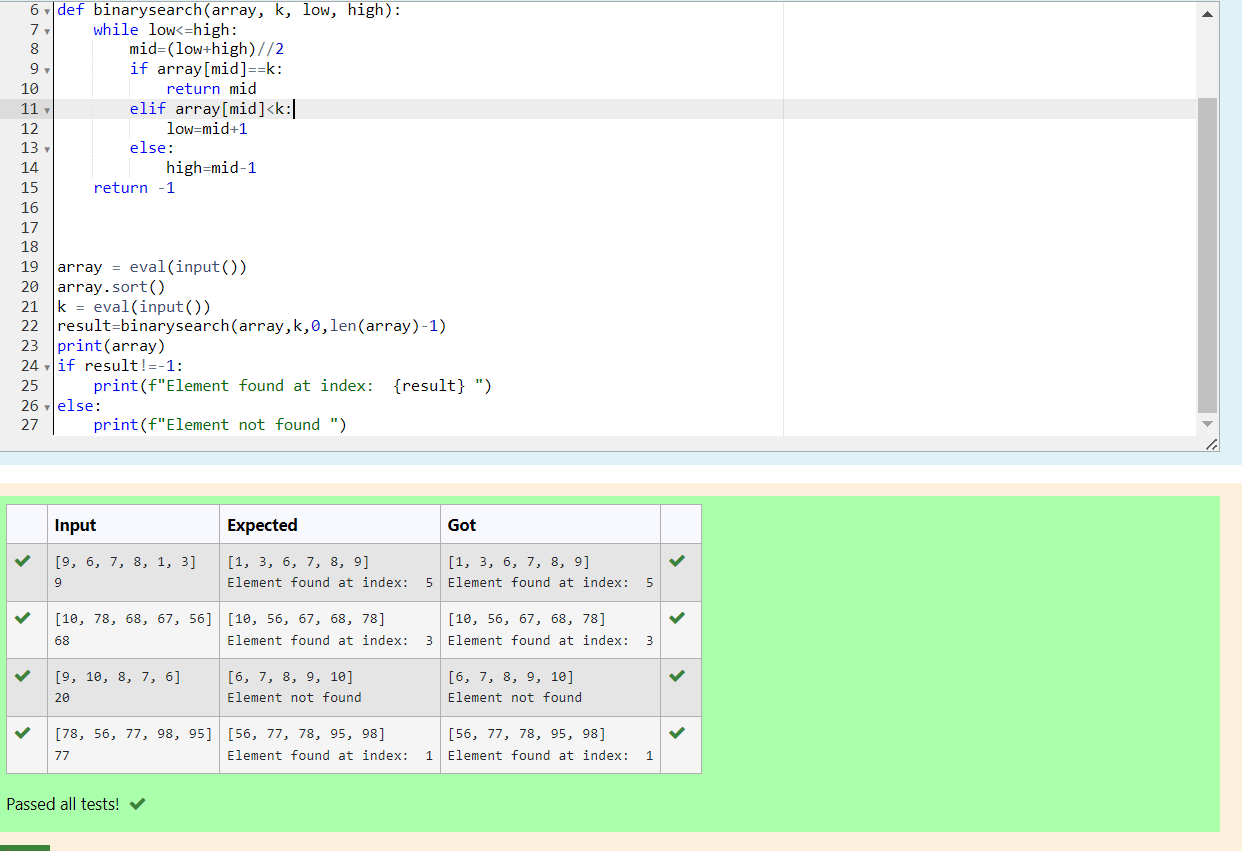 6 def binarysearch(array, k, low, high):
7     while low<=high:
8         mid=(low+high)//2
9         if array[mid]==k:
10             return mid
11         elif array[mid]<k:
12             low=mid+1
13         else:
14             high=mid-1
15     return -1
16
17
18
19 array = eval(input())
20 array.sort()
21 k = eval(input())
22 result=binarysearch(array,k,0,len(array)-1)
23 print(array)
24 if result!=-1:
25     print(f"Element found at index:  {result} ")
26 else:
27     print(f"Element not found ")
Input Expected Got
[9, 6, 7, 8, 1, 3] [1, 3, 6, 7, 8, 9] [1, 3, 6, 7, 8, 9]
9 Element found at index:  5 Element found at index:  5
[10, 78, 68, 67, 56] [10, 56, 67, 68, 78] [10, 56, 67, 68, 78]
68 Element found at index:  3 Element found at index:  3
[9, 10, 8, 7, 6] [6, 7, 8, 9, 10] [6, 7, 8, 9, 10]
20 Element not found Element not found
[78, 56, 77, 98, 95] [56, 77, 78, 95, 98] [56, 77, 78, 95, 98]
77 Element found at index:  1 Element found at index:  1
Passed all tests!